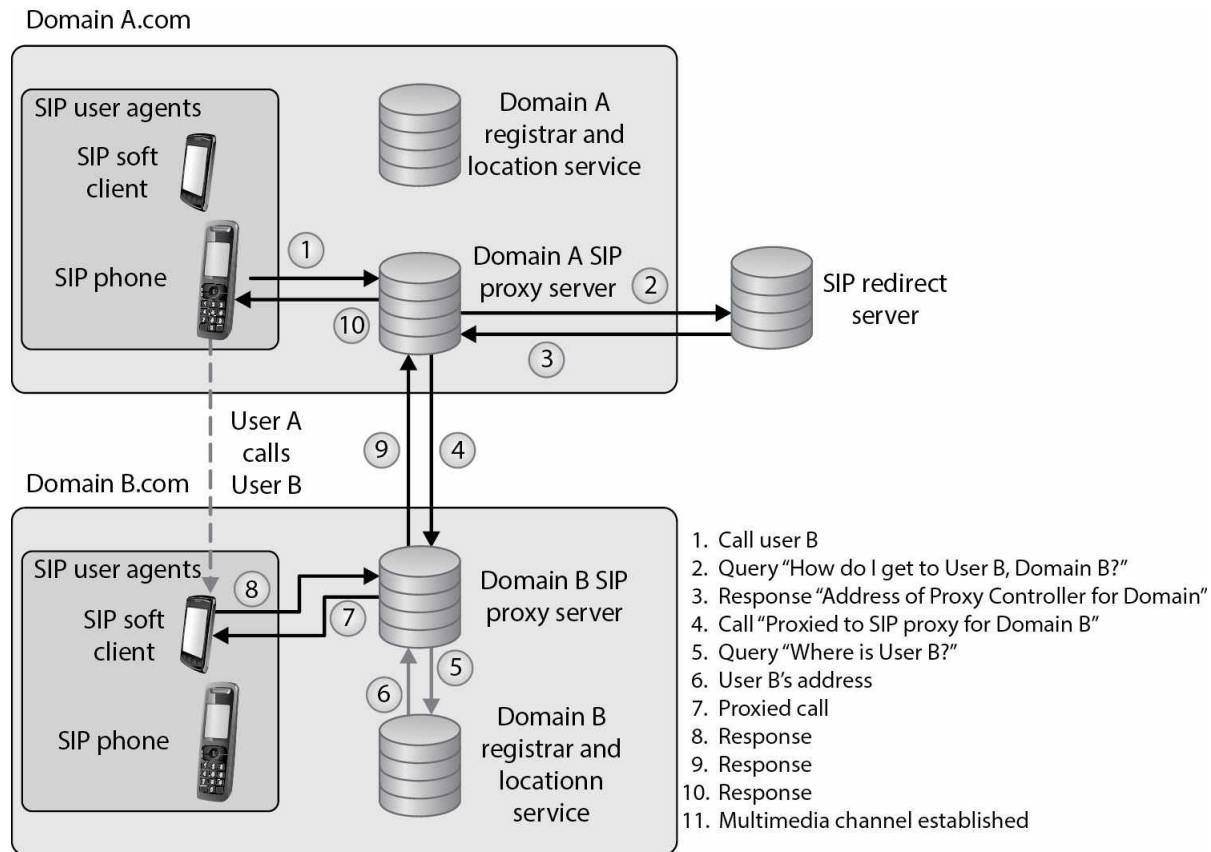 Domain A.com
SIP user agents
SIP soft
client
SIP phone
Domain A
registrar and
location service
1
Domain A SIP
proxy server
2
10
3
SIP redirect
server
User A
calls
User B
9
4
Domain B.com
SIP user agents
SIP soft
client
SIP phone
8
7
Domain B SIP
proxy server
5
6
Domain B
registrar and
locationn
service
1. Call user B
2. Query “How do I get to User B, Domain B?”
3. Response “Address of Proxy Controller for Domain”
4. Call “Proxied to SIP proxy for Domain B”
5. Query “Where is User B?”
6. User B’s address
7. Proxied call
8. Response
9. Response
10. Response
11. Multimedia channel established